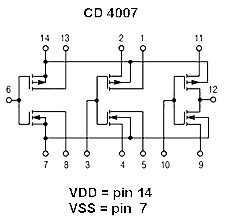 CD 4007
14 13 2 1 11
6 12
7 8 3 4 5 10 9
VDD = pin 14
VSS = pin 7